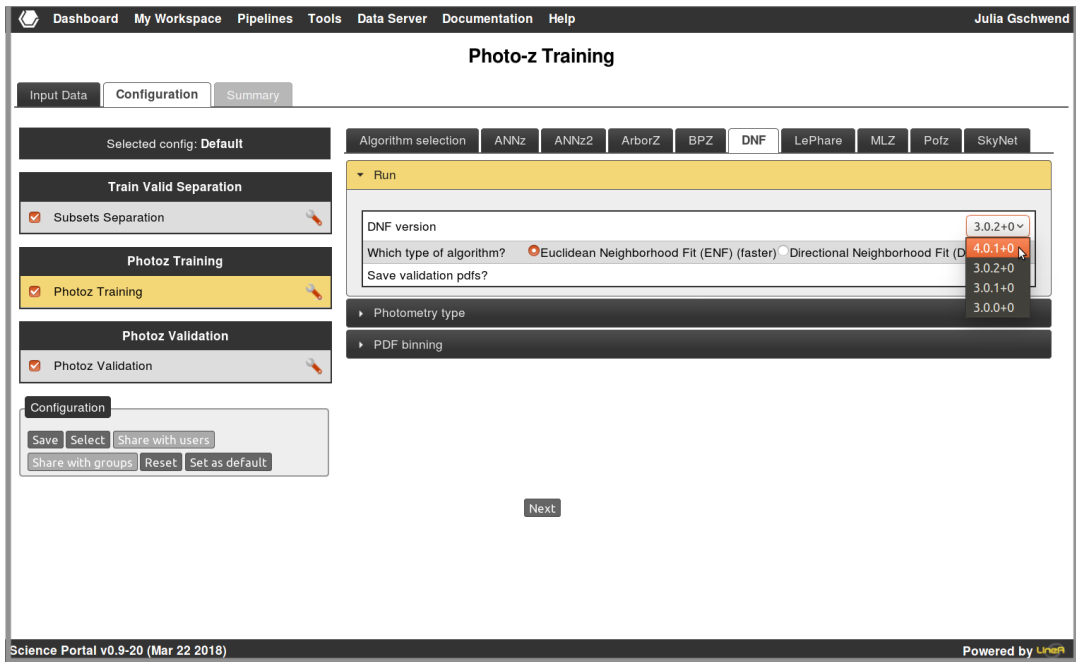 Dashboard My Workspace Pipelines Tools Data Server Documentation Help Julia Gschwend
Photo-z Training
Input Data Configuration Summary
Selected config: Default
Train Valid Separation
Subsets Separation
Photoz Training
Photoz Training
Photoz Validation
Photoz Validation
Configuration
Save Select Share with users
Share with groups Reset Set as default
Algorithm selection ANNz ANNz2 ArborZ BPZ DNF LePhare MLZ Pofz SkyNet
Run
DNF version 3.0.2+0
Which type of algorithm? Euclidean Neighborhood Fit (ENF) (faster) Directional Neighborhood Fit (D
Save validation pdfs?
4.0.1+0
3.0.2+0
3.0.1+0
3.0.0+0
Photometry type
PDF binning
Next
Science Portal v0.9-20 (Mar 22 2018) Powered by LIneA